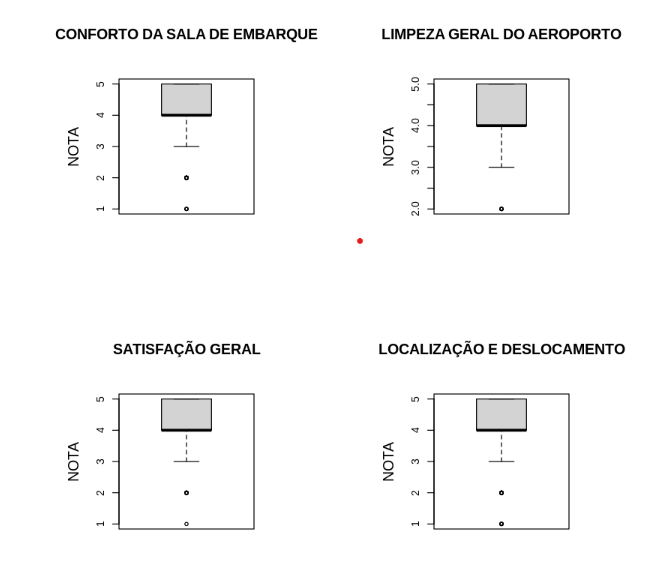 CONFORTO DA SALA DE EMBARQUE
NOTA
5
4
3
2
1
LIMPEZA GERAL DO AEROPORTO
NOTA
5.0
4.0
3.0
2.0
SATISFAÇÃO GERAL
NOTA
5
4
3
2
1
LOCALIZAÇÃO E DESLOCAMENTO
NOTA
5
4
3
2
1